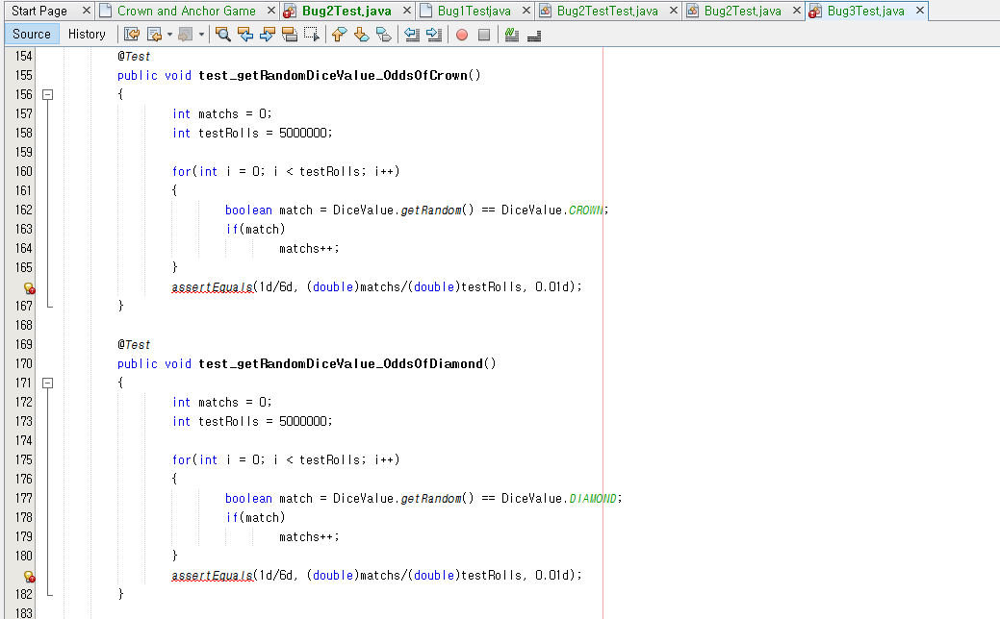 Start Page
Crown and Anchor Game
Bug2Test.java
Bug1Testjava
Bug2TestTest.java
Bug2Test.java
Bug3Test.java
Source History
154 @Test
155 public void test_getRandomDiceValue_OddsOfCrown()
156 {
157 int matchs = 0;
158 int testRolls = 5000000;
159
160 for(int i = 0; i < testRolls; i++)
161 {
162 boolean match = DiceValue.getRandom() == DiceValue.CROWN;
163 if(match)
164 matchs++;
165 }
assertEquals(1d/6d, (double)matchs/(double)testRolls, 0.01d);
167 }
168
169 @Test
170 public void test_getRandomDiceValue_OddsOfDiamond()
171 {
172 int matchs = 0;
173 int testRolls = 5000000;
174
175 for(int i = 0; i < testRolls; i++)
176 {
177 boolean match = DiceValue.getRandom() == DiceValue.DIAMOND;
178 if(match)
179 matchs++;
180 }
assertEquals(1d/6d, (double)matchs/(double)testRolls, 0.01d);
182 }
183